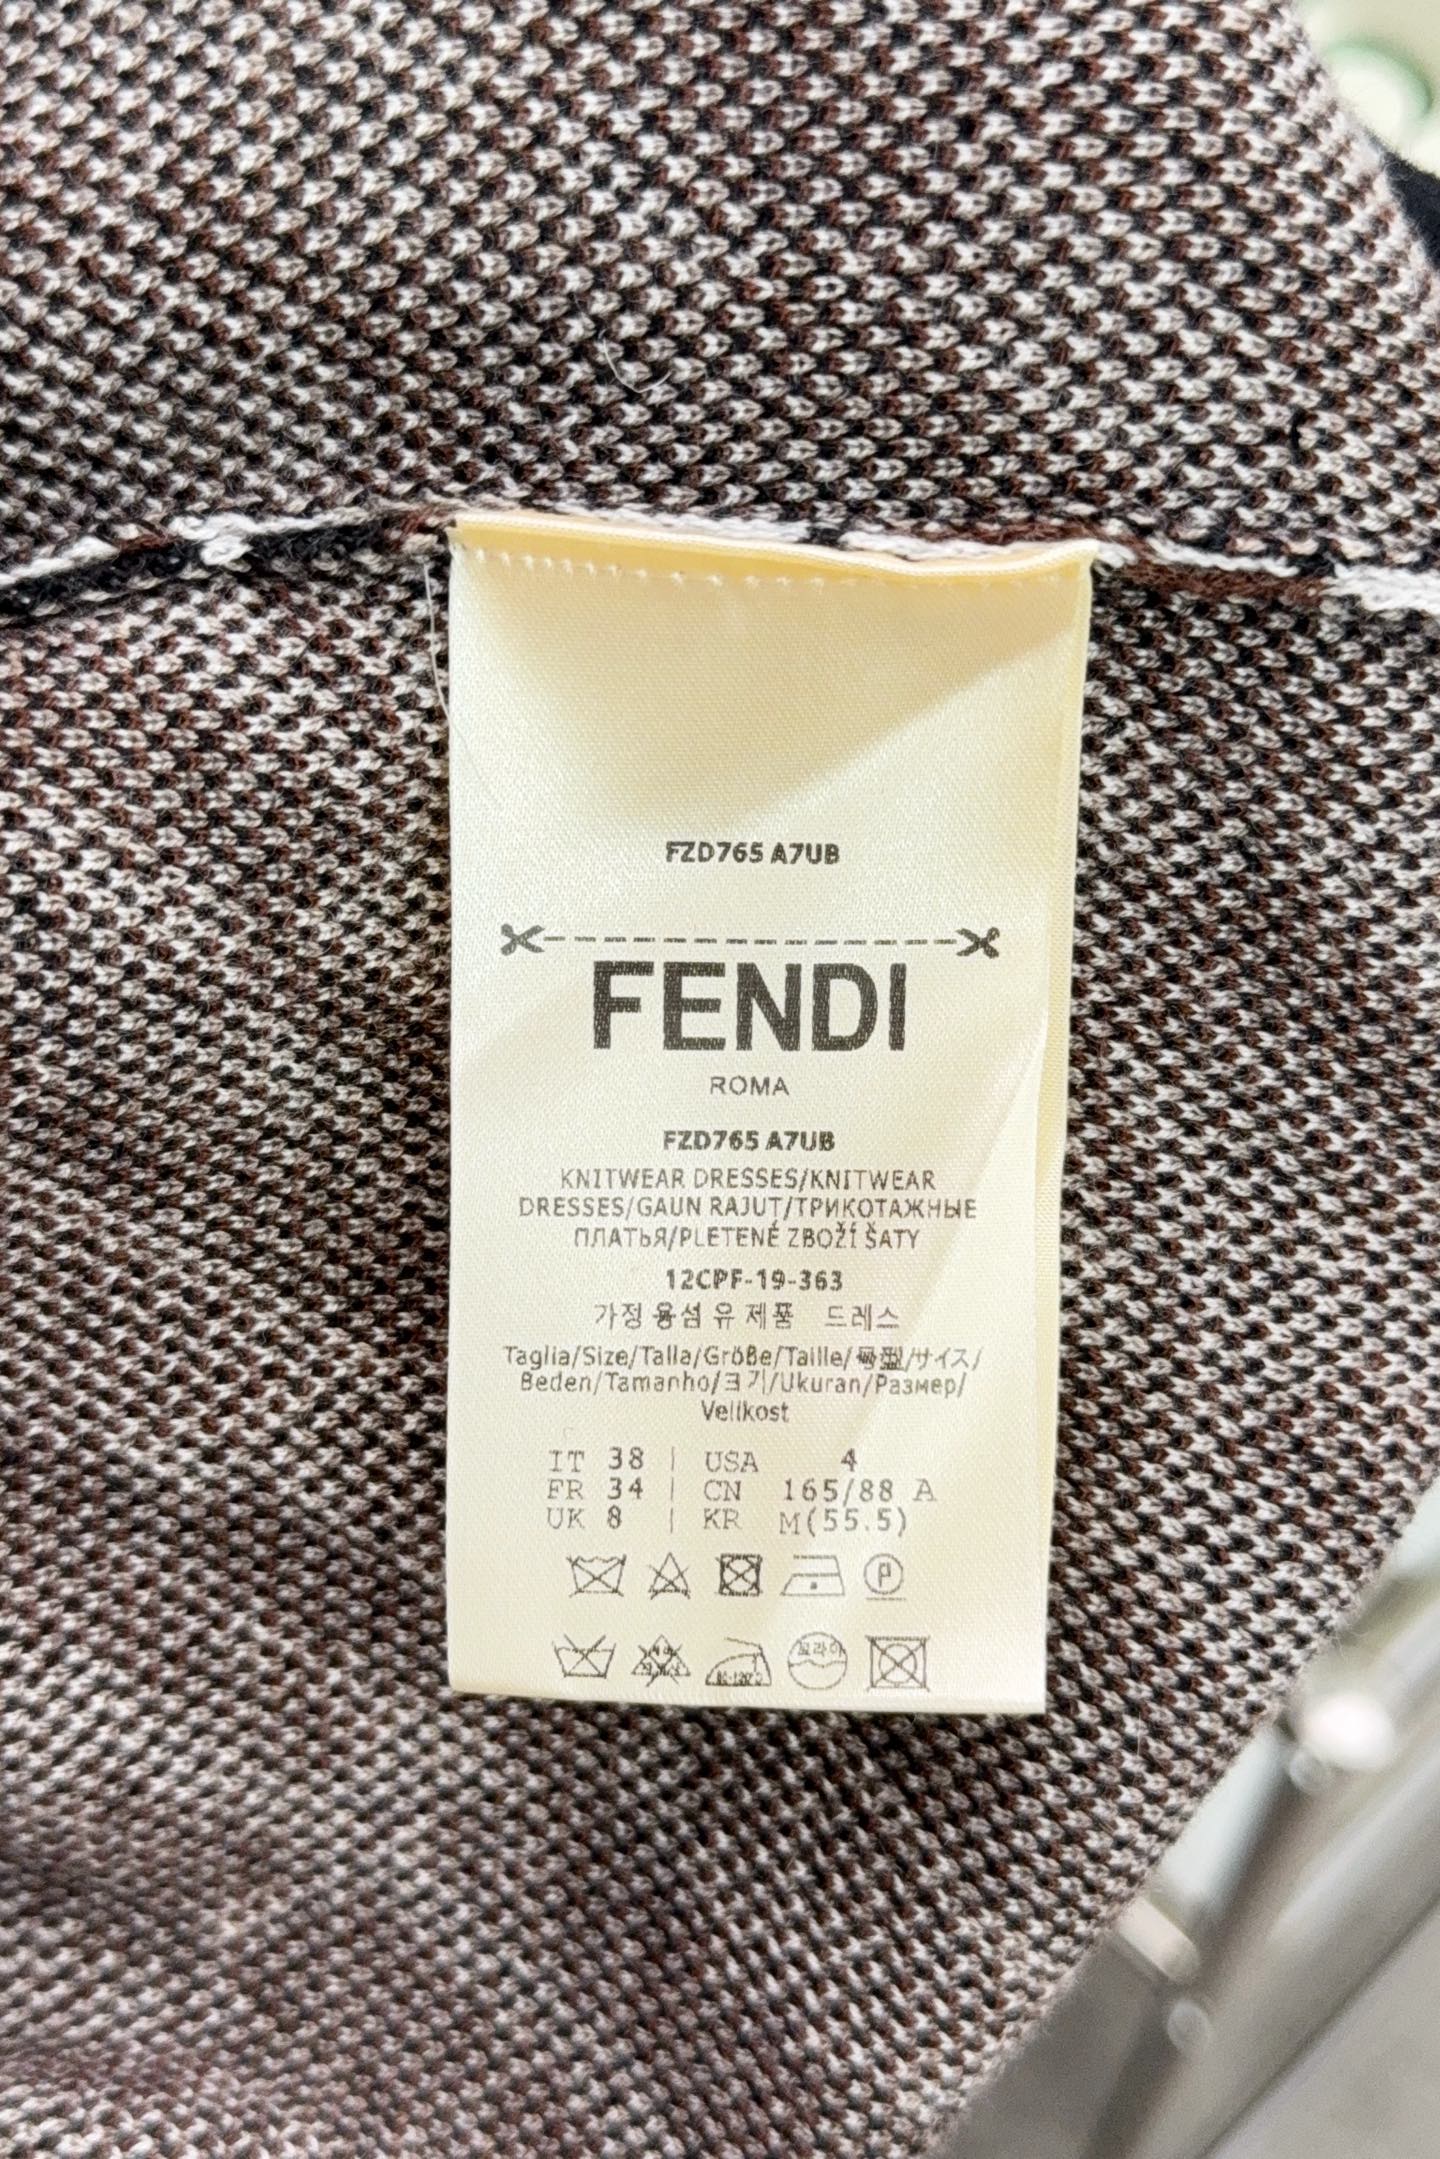 FZD765 A7UB
FENDI
ROMA
FZD765 A7UB
KNITWEAR DRESSES/KNITWEAR
DRESSES/GAUN RAJUT/ТРИКОТАЖНЫЕ
ПЛАТЬЯ/PLETENÉ ZBOŽÍ ŠATY
12CPF-19-363
가정용섬유제품 드레스
Taglia/Size/Talla/Größe/Taille/号型/サイズ/
Beden/Tamanho/크기/Ukuran/Размер/
Velikost
IT 38 | USA 4
FR 34 | CN 165/88 A
UK 8 | KR M(55.5)
P